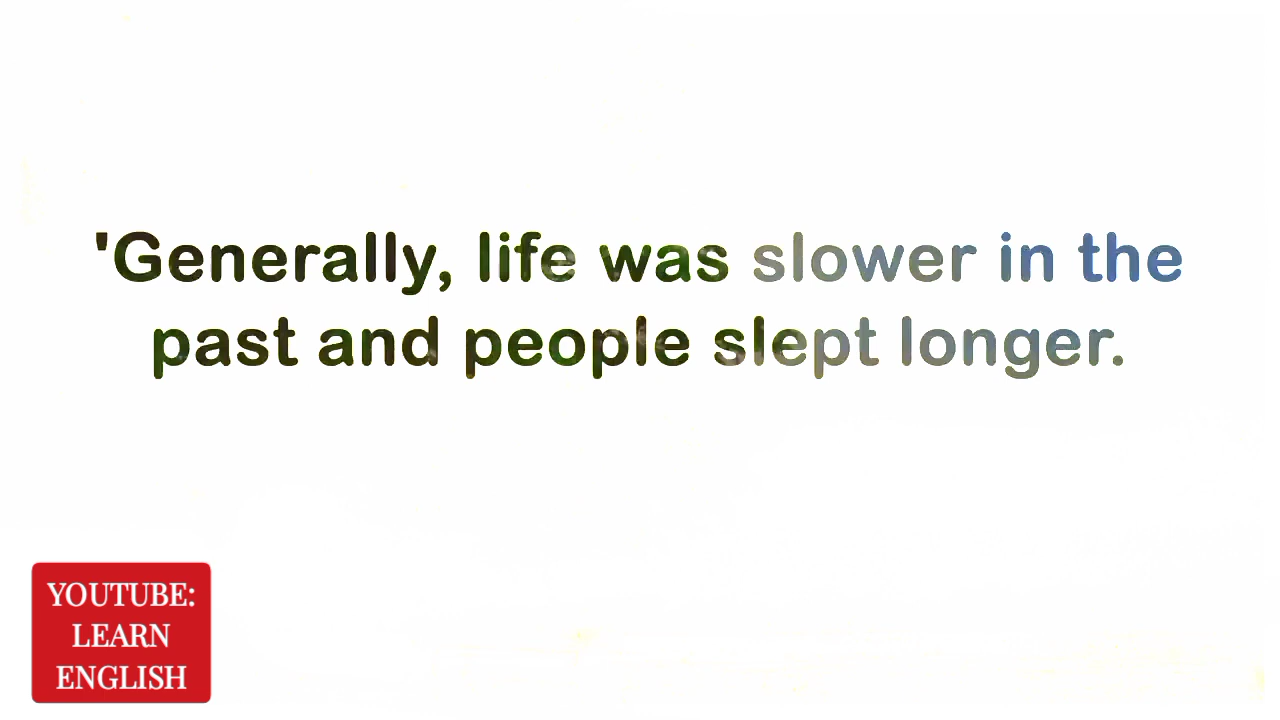 'Generally, life was slower in the
past and people slept longer.
YOUTUBE:
LEARN
ENGLISH